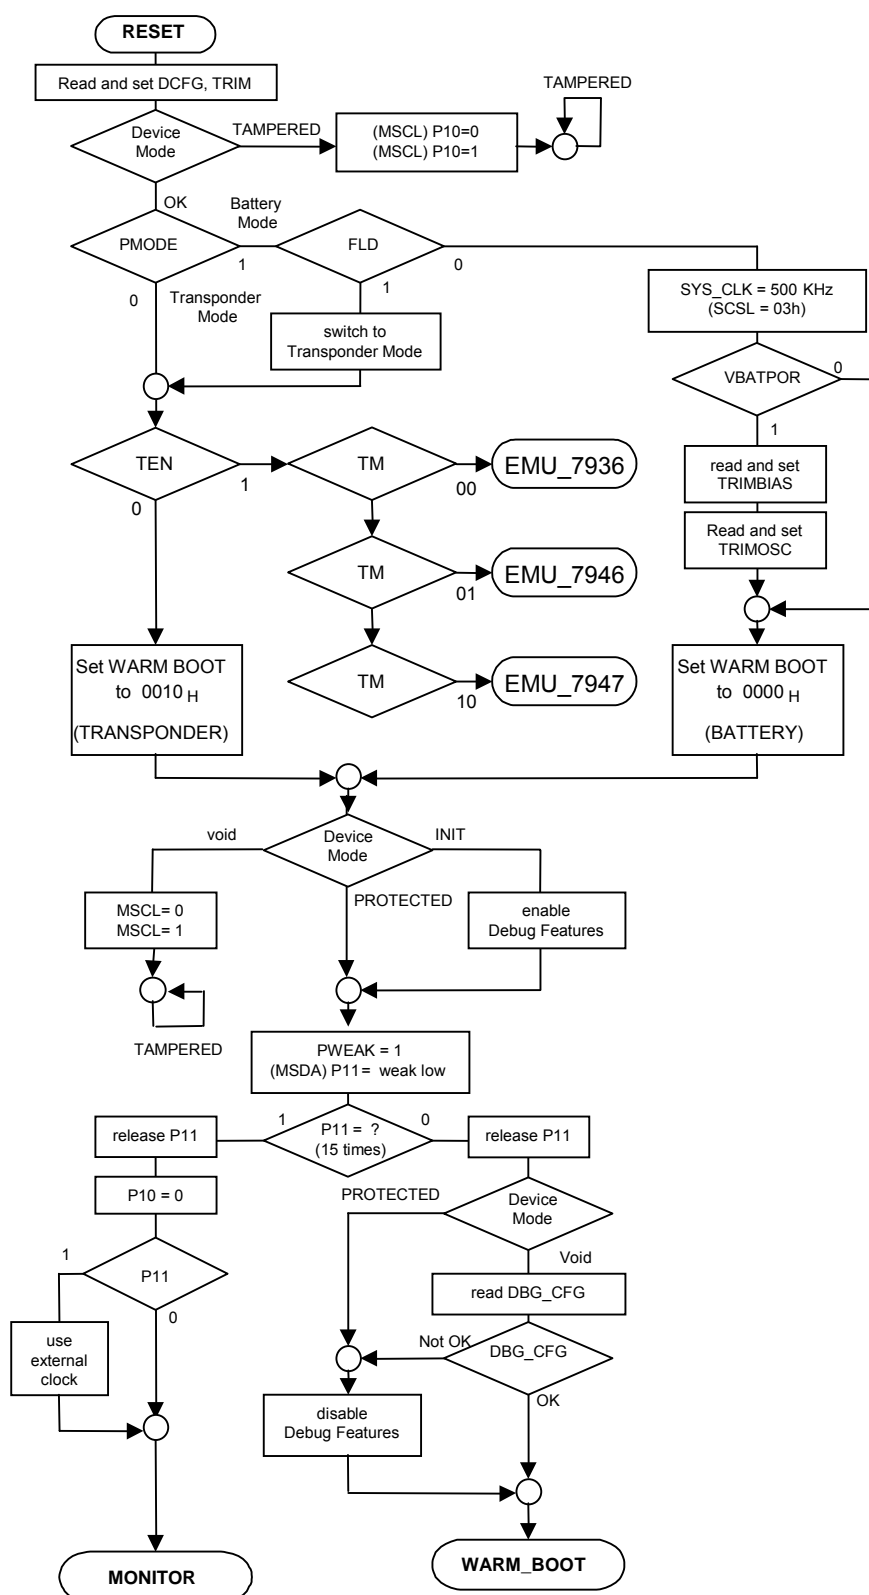 RESET
Read and set DCFG, TRIM
TAMPERED
Device
Mode
TAMPERED
(MSCL) P10=0
(MSCL) P10=1
OK
Battery
Mode
PMODE
1
FLD
0
0
Transponder
Mode
1
SYS_CLK = 500 KHz
(SCSL = 03h)
switch to
Transponder Mode
VBATPOR
0
1
TEN
1
0
TM
00
EMU_7936
read and set
TRIMBIAS
Read and set
TRIMOSC
TM
01
EMU_7946
TM
10
EMU_7947
Set WARM BOOT
to 0010 H
(TRANSPONDER)
Set WARM BOOT
to 0000 H
(BATTERY)
void
Device
Mode
INIT
PROTECTED
MSCL= 0
MSCL= 1
enable
Debug Features
TAMPERED
PWEAK = 1
(MSDA) P11= weak low
release P11
1
P11 = ?
(15 times)
0
release P11
P10 = 0
PROTECTED
Device
Mode
Void
1
P11
0
read DBG_CFG
use
external
clock
Not OK
DBG_CFG
OK
disable
Debug Features
MONITOR
WARM_BOOT